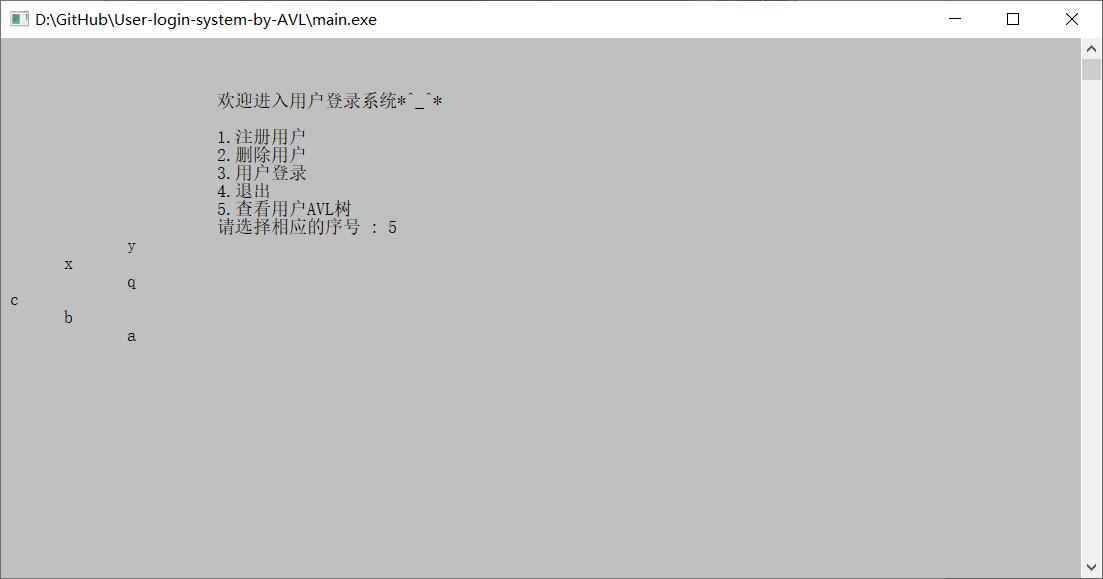 D:\GitHub\User-login-system-by-AVL\main.exe
欢迎进入用户登录系统*^_^*
1.注册用户
2.删除用户
3.用户登录
4.退出
5.查看用户AVL树
请选择相应的序号 : 5
y
x
q
c
b
a